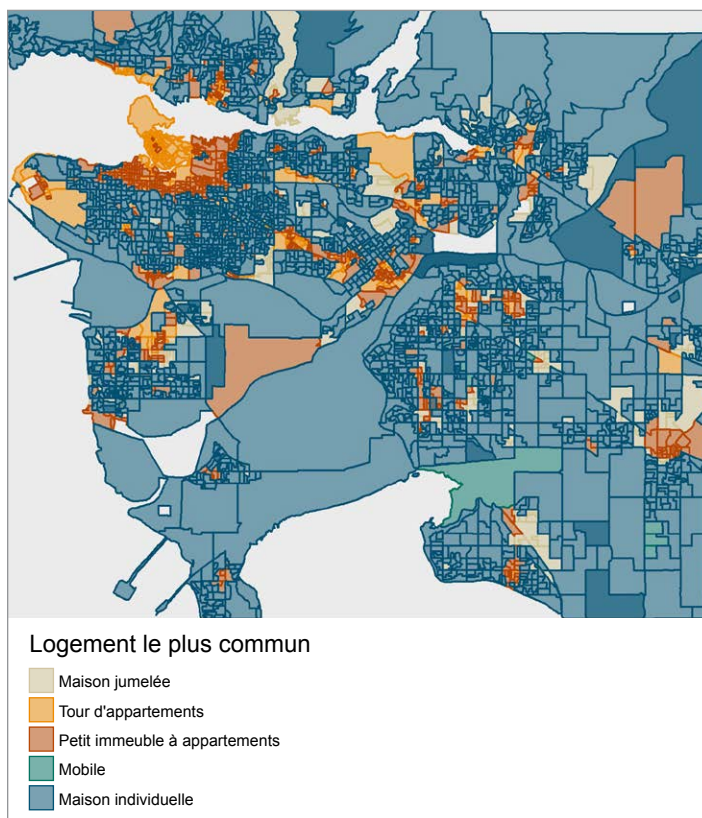 Logement le plus commun
Maison jumelée
Tour d'appartements
Petit immeuble à appartements
Mobile
Maison individuelle